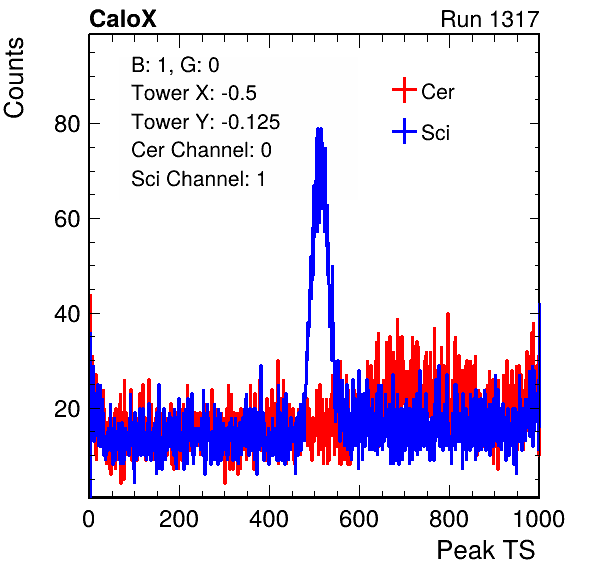 CaloX Run 1317
Counts
B: 1, G: 0
Tower X: -0.5
Tower Y: -0.125
Cer Channel: 0
Sci Channel: 1
Cer
Sci
80
60
40
20
0 200 400 600 800 1000
Peak TS